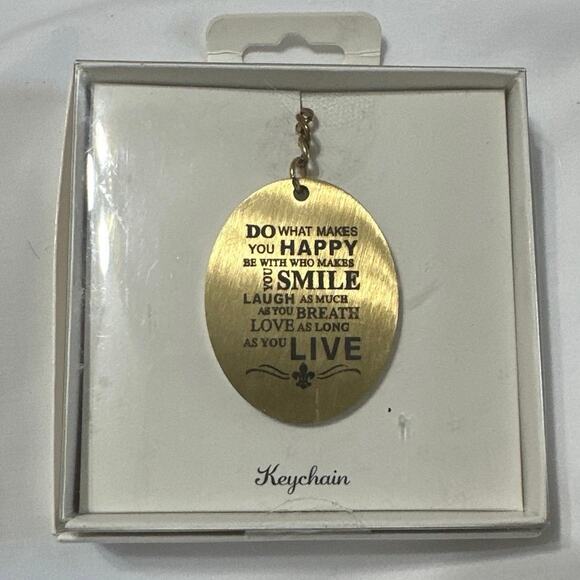 DO WHAT MAKES
YOU HAPPY
BE WITH WHO MAKES
YOU SMILE
LAUGH AS MUCH
AS YOU BREATH
LOVE AS LONG
AS YOU LIVE
Keychain